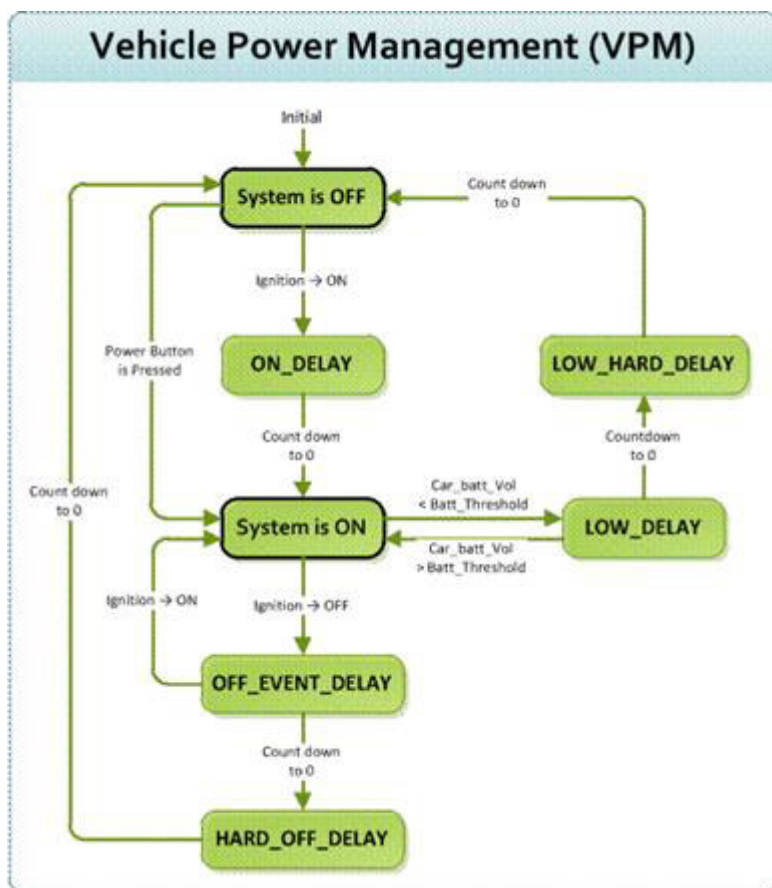 Vehicle Power Management (VPM)
Initial
System is OFF
Count down
to 0
Ignition → ON
Power Button
is Pressed
ON_DELAY
LOW_HARD_DELAY
Count down
to 0
Countdown
to 0
Count down
to 0
Car_batt_Vol
< Batt_Threshold
System is ON
LOW_DELAY
Car_batt_Vol
> Batt_Threshold
Ignition → ON
Ignition → OFF
OFF_EVENT_DELAY
Count down
to 0
HARD_OFF_DELAY